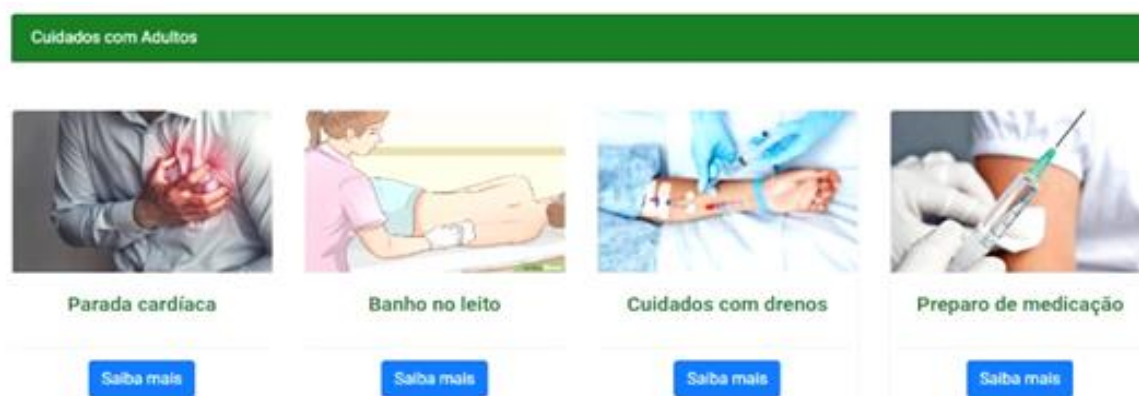 Cuidados com Adultos
Parada cardíaca
Banho no leito
Cuidados com drenos
Preparo de medicação
Saiba mais
Saiba mais
Saiba mais
Saiba mais